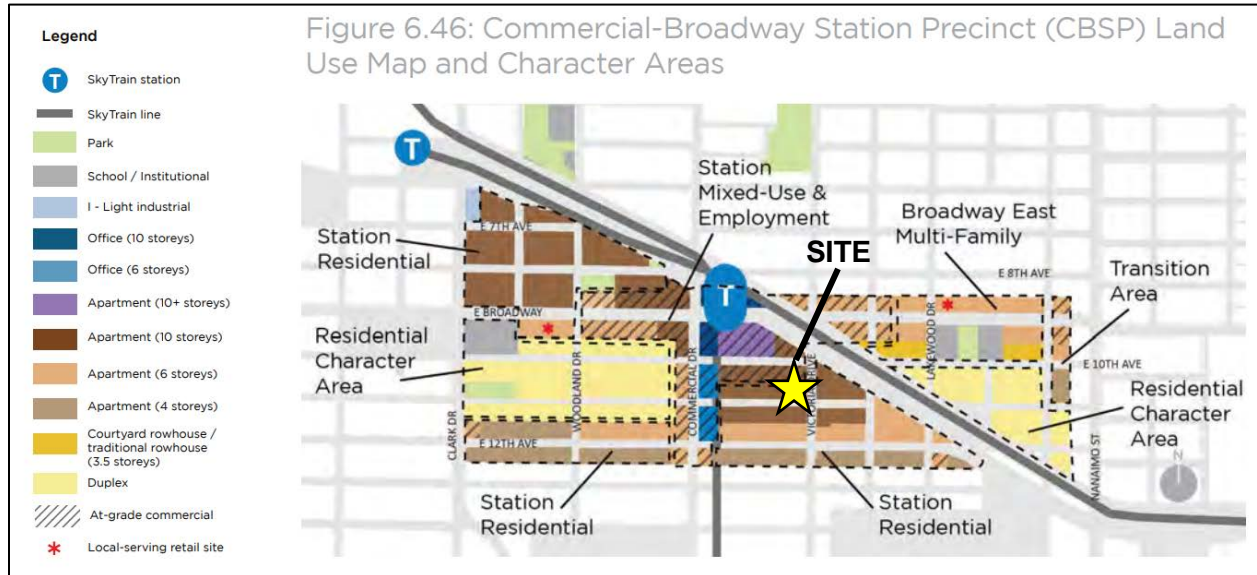 Figure 6.46: Commercial-Broadway Station Precinct (CBSP) Land
Use Map and Character Areas
Legend
T
SkyTrain station
SkyTrain line
Park
School / Institutional
I - Light industrial
Office (10 storeys)
Office (6 storeys)
Apartment (10+ storeys)
Apartment (10 storeys)
Apartment (6 storeys)
Apartment (4 storeys)
Courtyard rowhouse /
traditional rowhouse
(3.5 storeys)
Duplex
At-grade commercial
Local-serving retail site
T
Station
Mixed-Use &
Employment
Broadway East
Multi-Family
SITE
E 7TH AVE
Station
Residential
E 8TH AVE
Transition
Area
T
E BROADWAY
Residential
Character
Area
E 10TH AVE
Residential
Character
Area
CLARK DR
WOODLAND DR
COMMERCIAL DR
VICTORIA DRIVE
LAKEWOOD DR
NANAIMO ST
E 12TH AVE
N
Station
Residential
Station
Residential